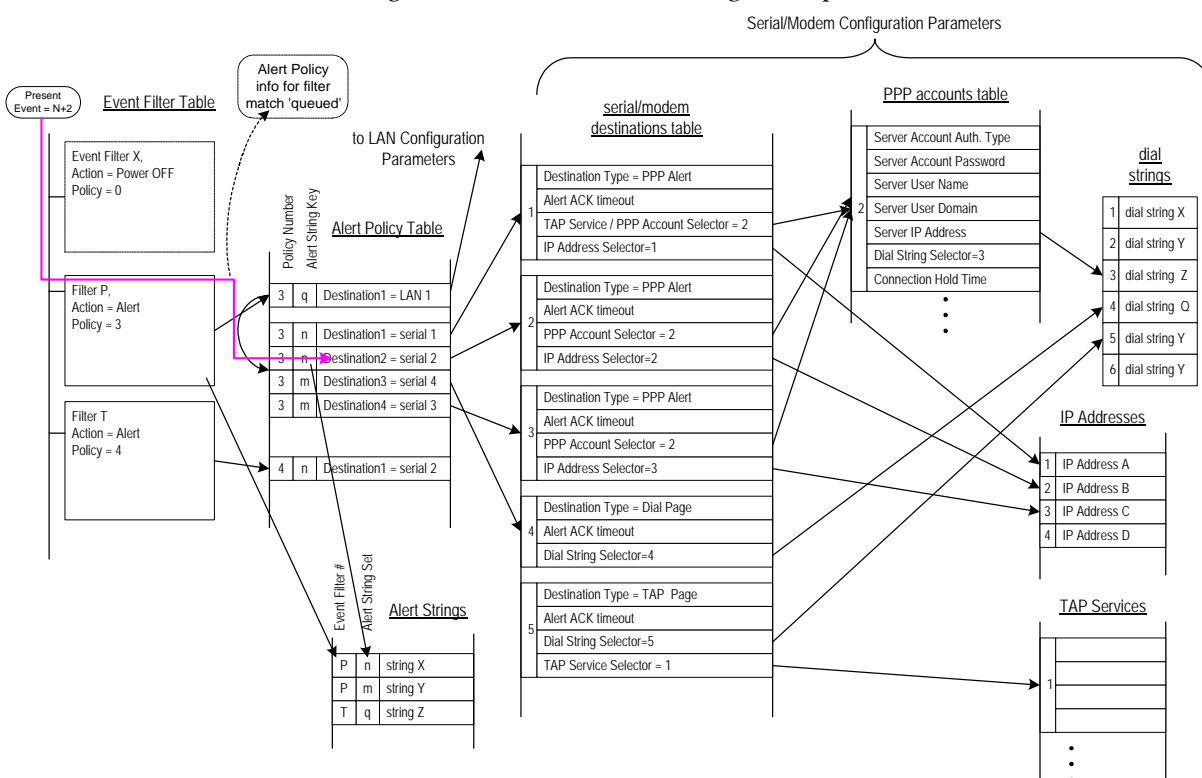 Serial/Modem Configuration Parameters
Present
Event = N+2
Event Filter Table
Event Filter X,
Action = Power OFF
Policy = 0
Filter P,
Action = Alert
Policy = 3
Filter T
Action = Alert
Policy = 4
Alert Policy
info for filter
match 'queued'
to LAN Configuration
Parameters
Policy Number
Alert String Key
Alert Policy Table
3 q Destination1 = LAN 1
3 n Destination1 = serial 1
3 n Destination2 = serial 2
3 m Destination3 = serial 4
3 m Destination4 = serial 3
4 n Destination1 = serial 2
Event Filter #
Alert String Set
Alert Strings
P n string X
P m string Y
T q string Z
serial/modem
destinations table
1
Destination Type = PPP Alert
Alert ACK timeout
TAP Service / PPP Account Selector = 2
IP Address Selector=1
2
Destination Type = PPP Alert
Alert ACK timeout
PPP Account Selector = 2
IP Address Selector=2
3
Destination Type = PPP Alert
Alert ACK timeout
PPP Account Selector = 2
IP Address Selector=3
4
Destination Type = Dial Page
Alert ACK timeout
Dial String Selector=4
5
Destination Type = TAP Page
Alert ACK timeout
Dial String Selector=5
TAP Service Selector = 1
PPP accounts table
2
Server Account Auth. Type
Server Account Password
Server User Name
Server User Domain
Server IP Address
Dial String Selector=3
Connection Hold Time
dial
strings
1 dial string X
2 dial string Y
3 dial string Z
4 dial string Q
5 dial string Y
6 dial string Y
IP Addresses
1 IP Address A
2 IP Address B
3 IP Address C
4 IP Address D
TAP Services
1